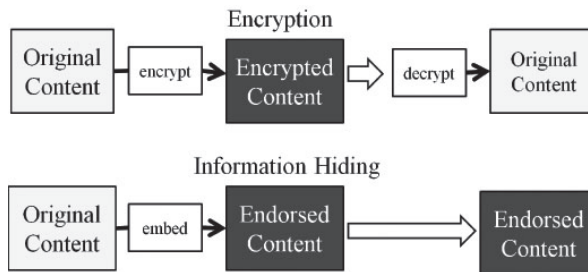 Encryption
Original
Content
encrypt
Encrypted
Content
decrypt
Original
Content
Information Hiding
Original
Content
embed
Endorsed
Content
Endorsed
Content